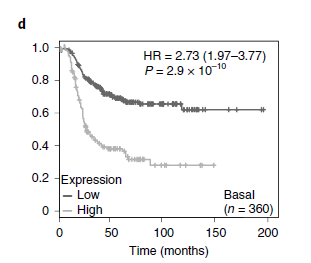 d
1.0
HR = 2.73 (1.97–3.77)
P = 2.9 × 10⁻¹⁰
0.8
0.6
0.4
0.2
Expression
Low
Basal
0
High
(n = 360)
0 50 100 150 200
Time (months)